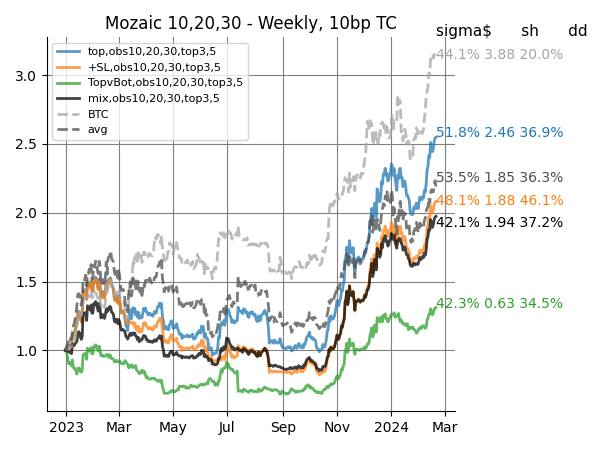 Mozaic 10,20,30 - Weekly, 10bp TC
sigma$ sh dd
top,obs10,20,30,top3,5
+SL,obs10,20,30,top3,5
TopvBot,obs10,20,30,top3,5
mix,obs10,20,30,top3,5
BTC
avg
44.1% 3.88 20.0%
51.8% 2.46 36.9%
53.5% 1.85 36.3%
48.1% 1.88 46.1%
42.1% 1.94 37.2%
42.3% 0.63 34.5%
3.0
2.5
2.0
1.5
1.0
2023 Mar May Jul Sep Nov 2024 Mar